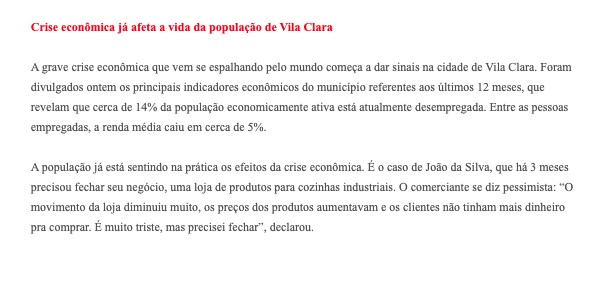 Crise econômica já afeta a vida da população de Vila Clara
A grave crise econômica que vem se espalhando pelo mundo começa a dar sinais na cidade de Vila Clara. Foram
divulgados ontem os principais indicadores econômicos do município referentes aos últimos 12 meses, que
revelam que cerca de 14% da população economicamente ativa está atualmente desempregada. Entre as pessoas
empregadas, a renda média caiu em cerca de 5%.
A população já está sentindo na prática os efeitos da crise econômica. É o caso de João da Silva, que há 3 meses
precisou fechar seu negócio, uma loja de produtos para cozinhas industriais. O comerciante se diz pessimista: “O
movimento da loja diminuiu muito, os preços dos produtos aumentavam e os clientes não tinham mais dinheiro
pra comprar. É muito triste, mas precisei fechar”, declarou.